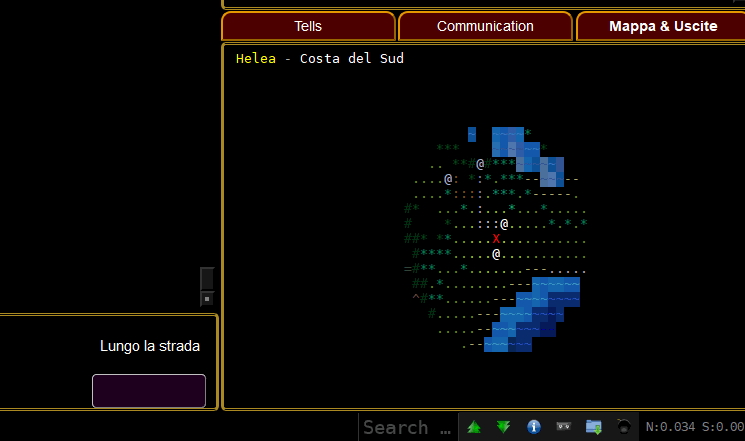 Tells
Communication
Mappa & Uscite
Helea - Costa del Sud
Lungo la strada
Search ...
N:0.034 S:0.00